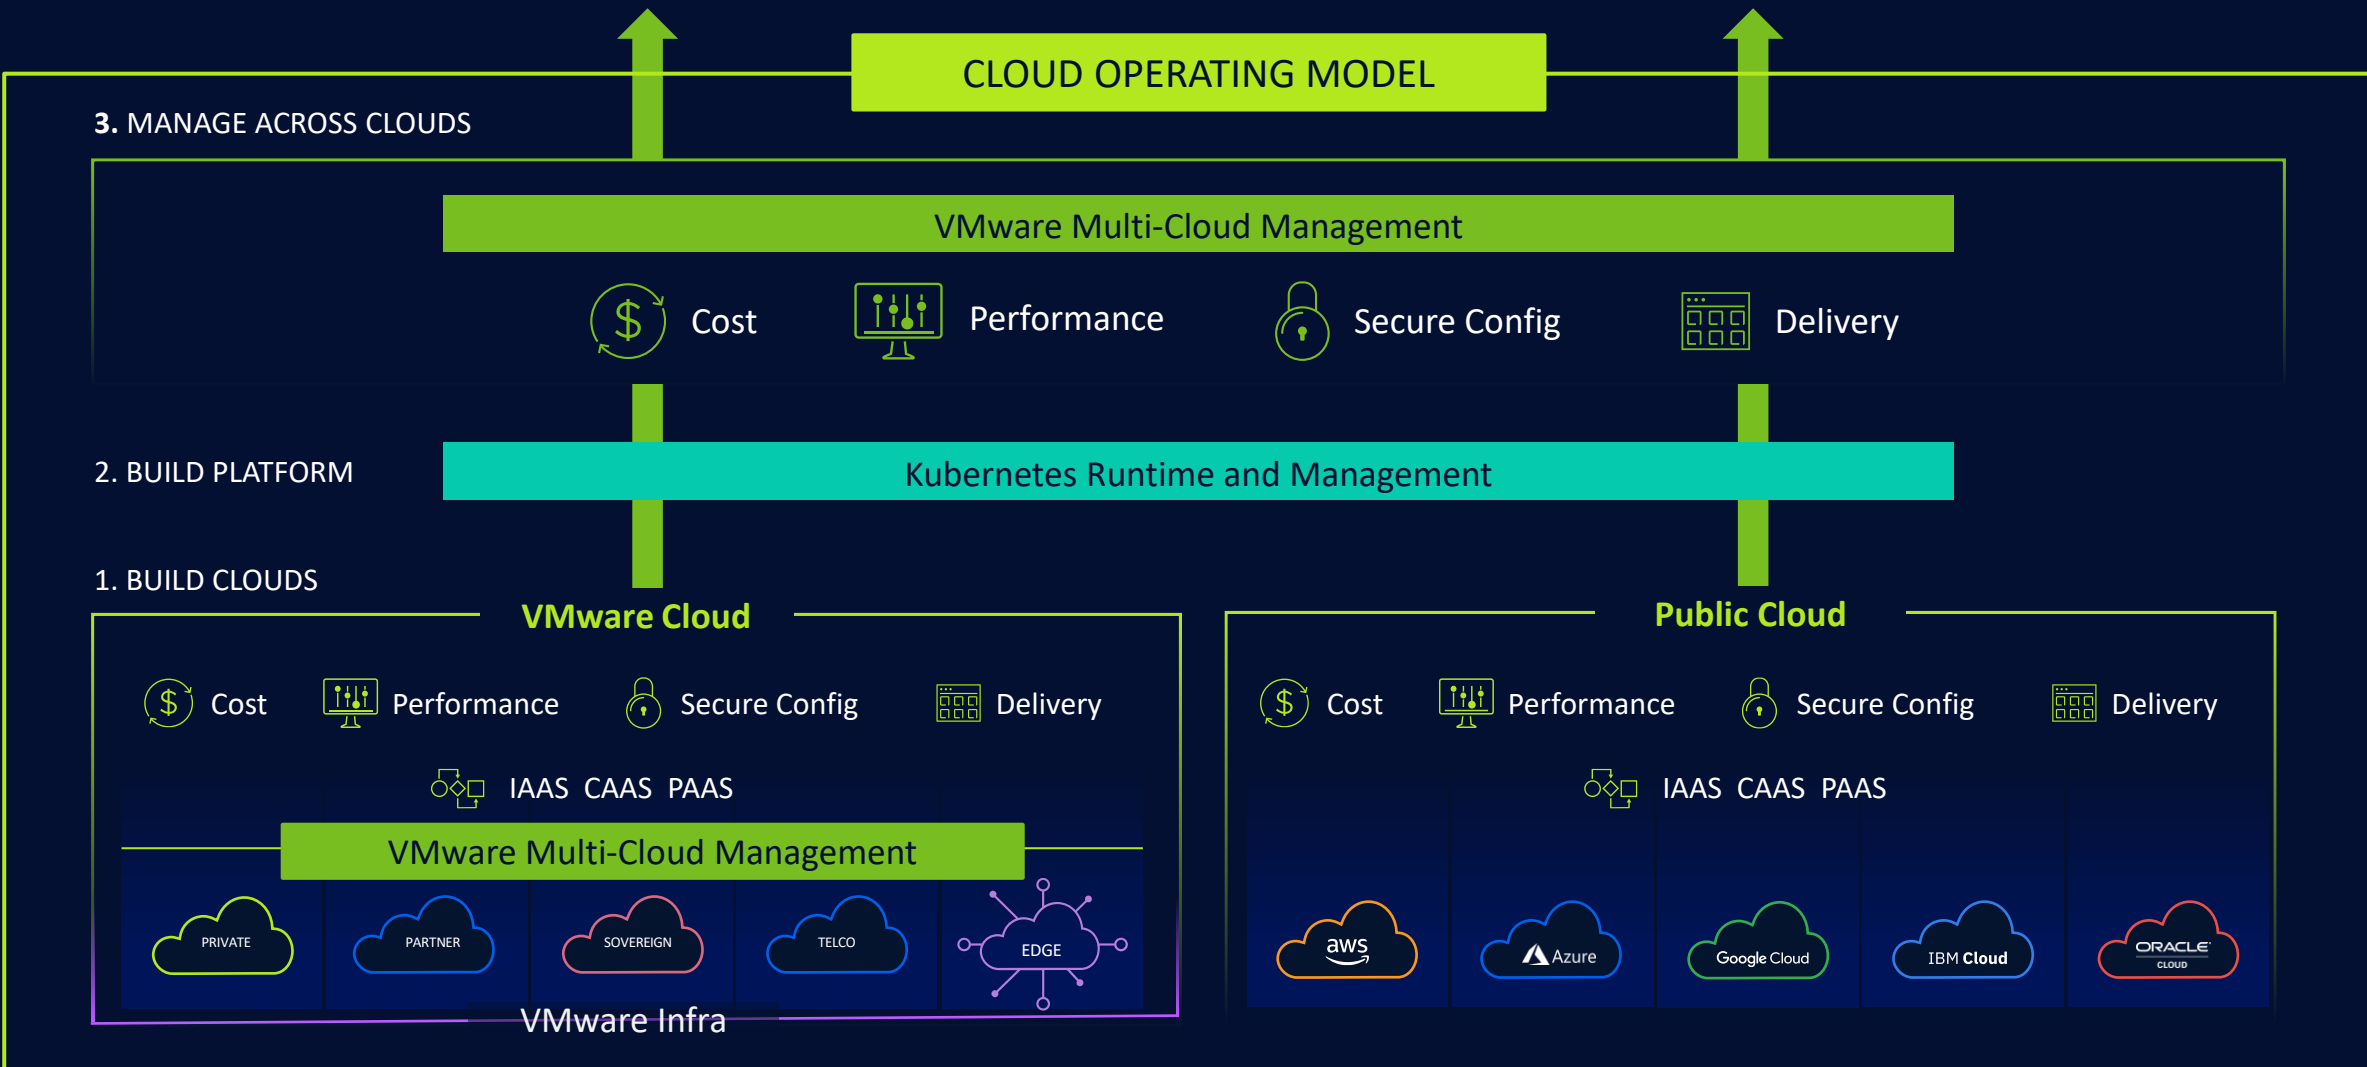 CLOUD OPERATING MODEL
3. MANAGE ACROSS CLOUDS
VMware Multi-Cloud Management
$ Cost Performance Secure Config Delivery
2. BUILD PLATFORM
Kubernetes Runtime and Management
1. BUILD CLOUDS
VMware Cloud
$ Cost Performance Secure Config Delivery
IAAS CAAS PAAS
VMware Multi-Cloud Management
PRIVATE PARTNER SOVEREIGN TELCO EDGE
VMware Infra
Public Cloud
$ Cost Performance Secure Config Delivery
IAAS CAAS PAAS
aws Azure Google Cloud IBM Cloud ORACLE
CLOUD